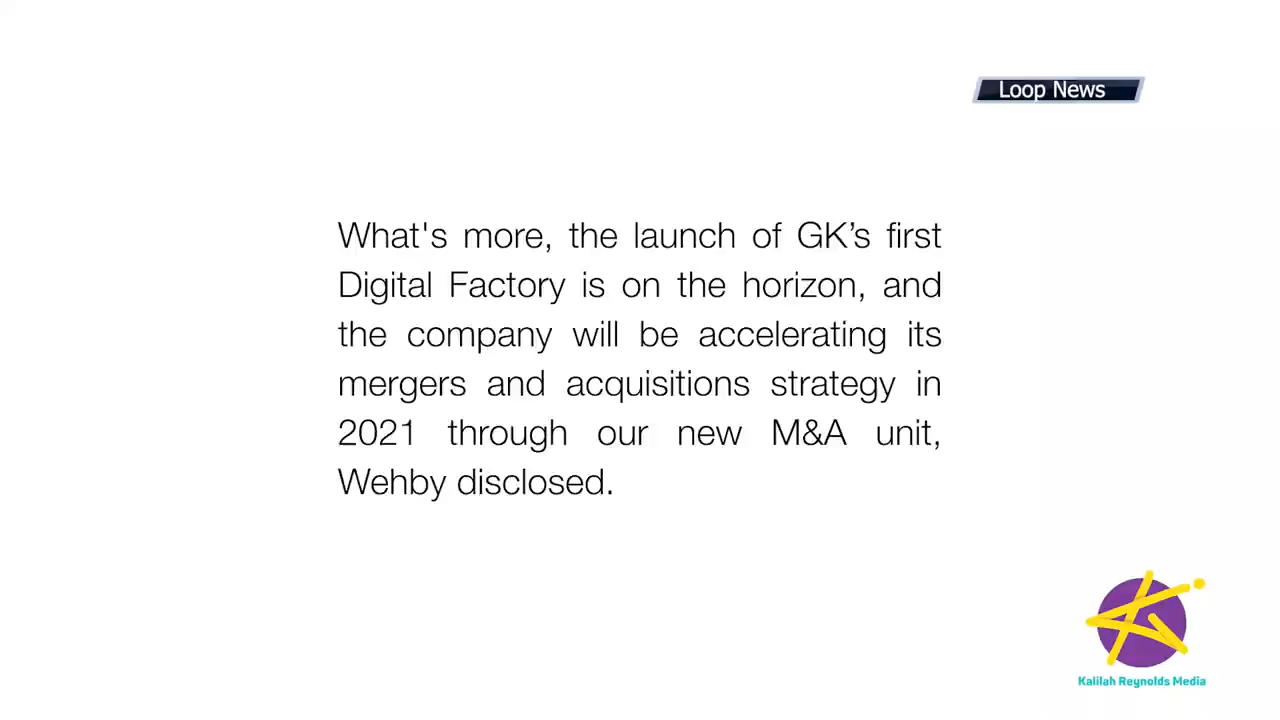 Loop News
What's more, the launch of GK’s first
Digital Factory is on the horizon, and
the company will be accelerating its
mergers and acquisitions strategy in
2021 through our new M&A unit,
Wehby disclosed.
Kalilah Reynolds Media